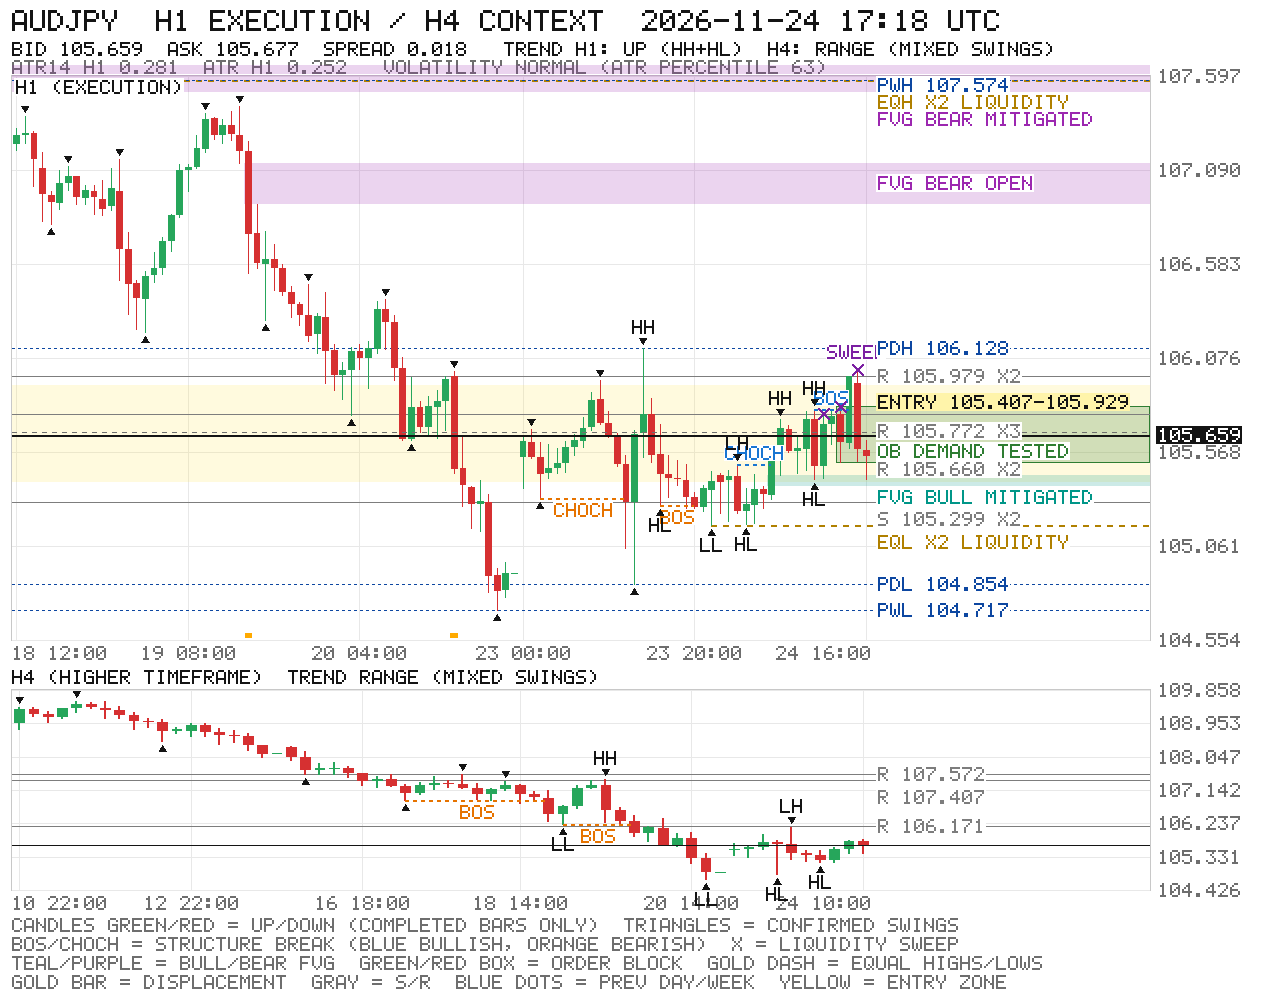 AUDJPY  H1 EXECUTION / H4 CONTEXT  2026-11-24 17:18 UTC
BID 105.659  ASK 105.677  SPREAD 0.018   TREND H1: UP (HH+HL)  H4: RANGE (MIXED SWINGS)
ATR14 H1 0.281  ATR H1 0.252   VOLATILITY NORMAL (ATR PERCENTILE 63)
H1 (EXECUTION)
107.597
PWH 107.574
EQH X2 LIQUIDITY
FVG BEAR MITIGATED
107.090
FVG BEAR OPEN
106.583
HH
PDH 106.128
106.076
R 105.979 X2
HH
HH
BOS
ENTRY 105.407-105.929
R 105.772 X3
105.659
LH
CHOCH
OB DEMAND TESTED
105.568
R 105.660 X2
HL
FVG BULL MITIGATED
CHOCH
BOS
HL
S 105.299 X2
LL
HL
EQL X2 LIQUIDITY
105.061
PDL 104.854
PWL 104.717
104.554
18 12:00  19 08:00  20 04:00  23 00:00  23 20:00  24 16:00
H4 (HIGHER TIMEFRAME)  TREND RANGE (MIXED SWINGS)
109.858
108.953
108.047
HH
R 107.572
R 107.407
107.142
BOS
LH
BOS
LL
R 106.171
106.237
105.331
HL
HL
LL
104.426
10 22:00  12 22:00  16 18:00  18 14:00  24 10:00
CANDLES GREEN/RED = UP/DOWN (COMPLETED BARS ONLY)  TRIANGLES = CONFIRMED SWINGS
BOS/CHOCH = STRUCTURE BREAK (BLUE BULLISH, ORANGE BEARISH)  X = LIQUIDITY SWEEP
TEAL/PURPLE = BULL/BEAR FVG  GREEN/RED BOX = ORDER BLOCK  GOLD DASH = EQUAL HIGHS/LOWS
GOLD BAR = DISPLACEMENT  GRAY = S/R  BLUE DOTS = PREV DAY/WEEK  YELLOW = ENTRY ZONE